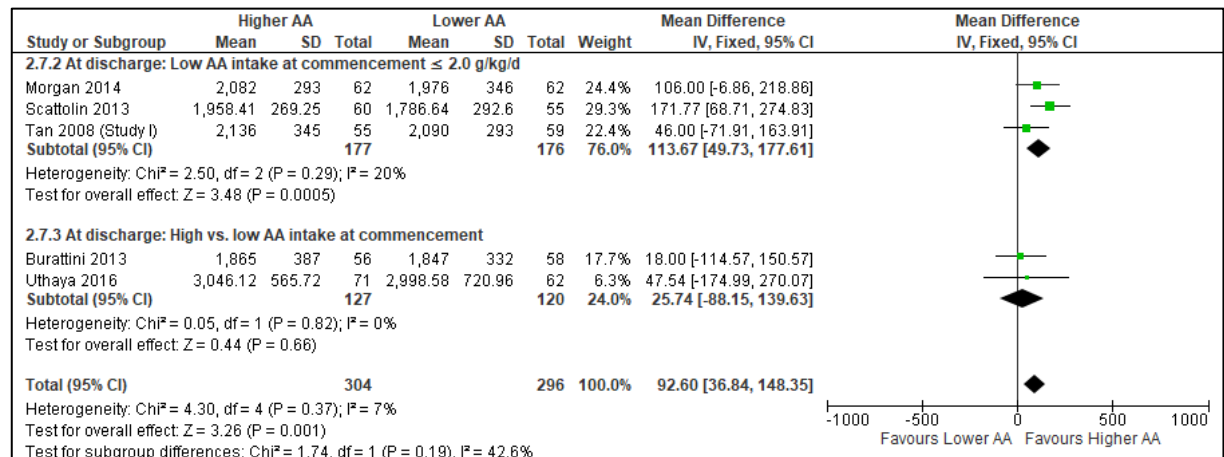 Higher AA Lower AA Mean Difference Mean Difference
Study or Subgroup Mean SD Total Mean SD Total Weight IV, Fixed, 95% CI IV, Fixed, 95% CI
2.7.2 At discharge: Low AA intake at commencement ≤ 2.0 g/kg/d
Morgan 2014 2,082 293 62 1,976 346 62 24.4% 106.00 [-6.86, 218.86]
Scattolin 2013 1,958.41 269.25 60 1,786.64 292.6 55 29.3% 171.77 [68.71, 274.83]
Tan 2008 (Study I) 2,136 345 55 2,090 293 59 22.4% 46.00 [-71.91, 163.91]
Subtotal (95% CI) 177 176 76.0% 113.67 [49.73, 177.61]
Heterogeneity: Chi² = 2.50, df = 2 (P = 0.29); I² = 20%
Test for overall effect: Z = 3.48 (P = 0.0005)
2.7.3 At discharge: High vs. low AA intake at commencement
Burattini 2013 1,865 387 56 1,847 332 58 17.7% 18.00 [-114.57, 150.57]
Uthaya 2016 3,046.12 565.72 71 2,998.58 720.96 62 6.3% 47.54 [-174.99, 270.07]
Subtotal (95% CI) 127 120 24.0% 25.74 [-88.15, 139.63]
Heterogeneity: Chi² = 0.05, df = 1 (P = 0.82); I² = 0%
Test for overall effect: Z = 0.44 (P = 0.66)
Total (95% CI) 304 296 100.0% 92.60 [36.84, 148.35]
Heterogeneity: Chi² = 4.30, df = 4 (P = 0.37); I² = 7%
Test for overall effect: Z = 3.26 (P = 0.001)
Test for subgroup differences: Chi² = 1.74, df = 1 (P = 0.19), I² = 42.6%
-1000 -500 0 500 1000
Favours Lower AA Favours Higher AA